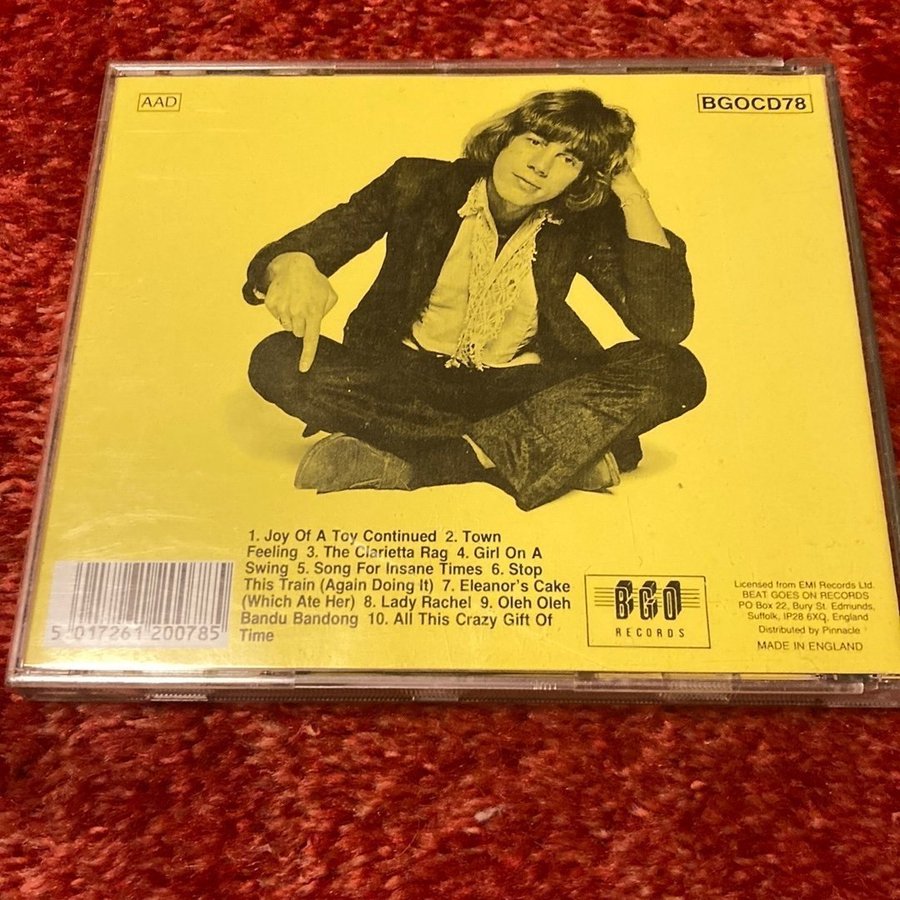 AAD
BGOCD78
1. Joy Of A Toy Continued 2. Town
Feeling 3. The Clarietta Rag 4. Girl On A
Swing 5. Song For Insane Times 6. Stop
This Train (Again Doing It) 7. Eleanor's Cake
(Which Ate Her) 8. Lady Rachel 9. Oleh Oleh
Bandu Bandong 10. All This Crazy Gift Of
Time
5 017261 200785
BGO
RECORDS
Licensed from EMI Records Ltd.
BEAT GOES ON RECORDS
PO Box 22, Bury St. Edmunds,
Suffolk, IP28 6XQ, England
Distributed by Pinnacle
MADE IN ENGLAND